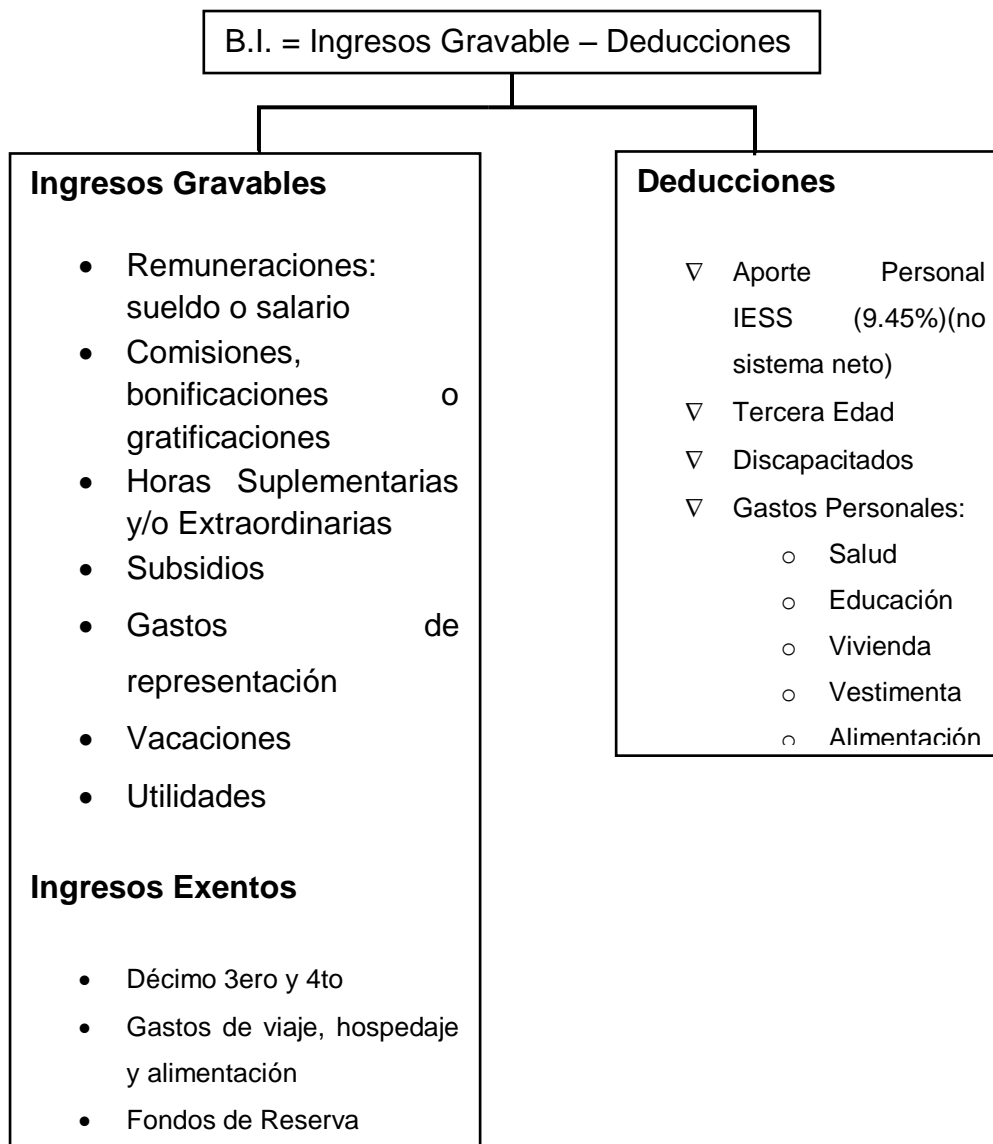 B.I. = Ingresos Gravable – Deducciones
Ingresos Gravables
• Remuneraciones:
sueldo o salario
• Comisiones,
bonificaciones o
gratificaciones
• Horas Suplementarias
y/o Extraordinarias
• Subsidios
• Gastos de
representación
• Vacaciones
• Utilidades
Ingresos Exentos
• Décimo 3ero y 4to
• Gastos de viaje, hospedaje
y alimentación
• Fondos de Reserva
Deducciones
∇ Aporte Personal
IESS (9.45%)(no
sistema neto)
∇ Tercera Edad
∇ Discapacitados
∇ Gastos Personales:
o Salud
o Educación
o Vivienda
o Vestimenta
o Alimentación